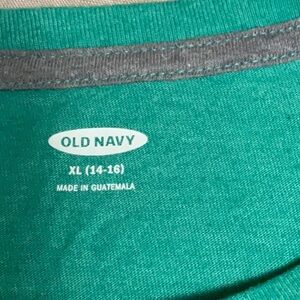 OLD NAVY
XL (14-16)
MADE IN GUATEMALA